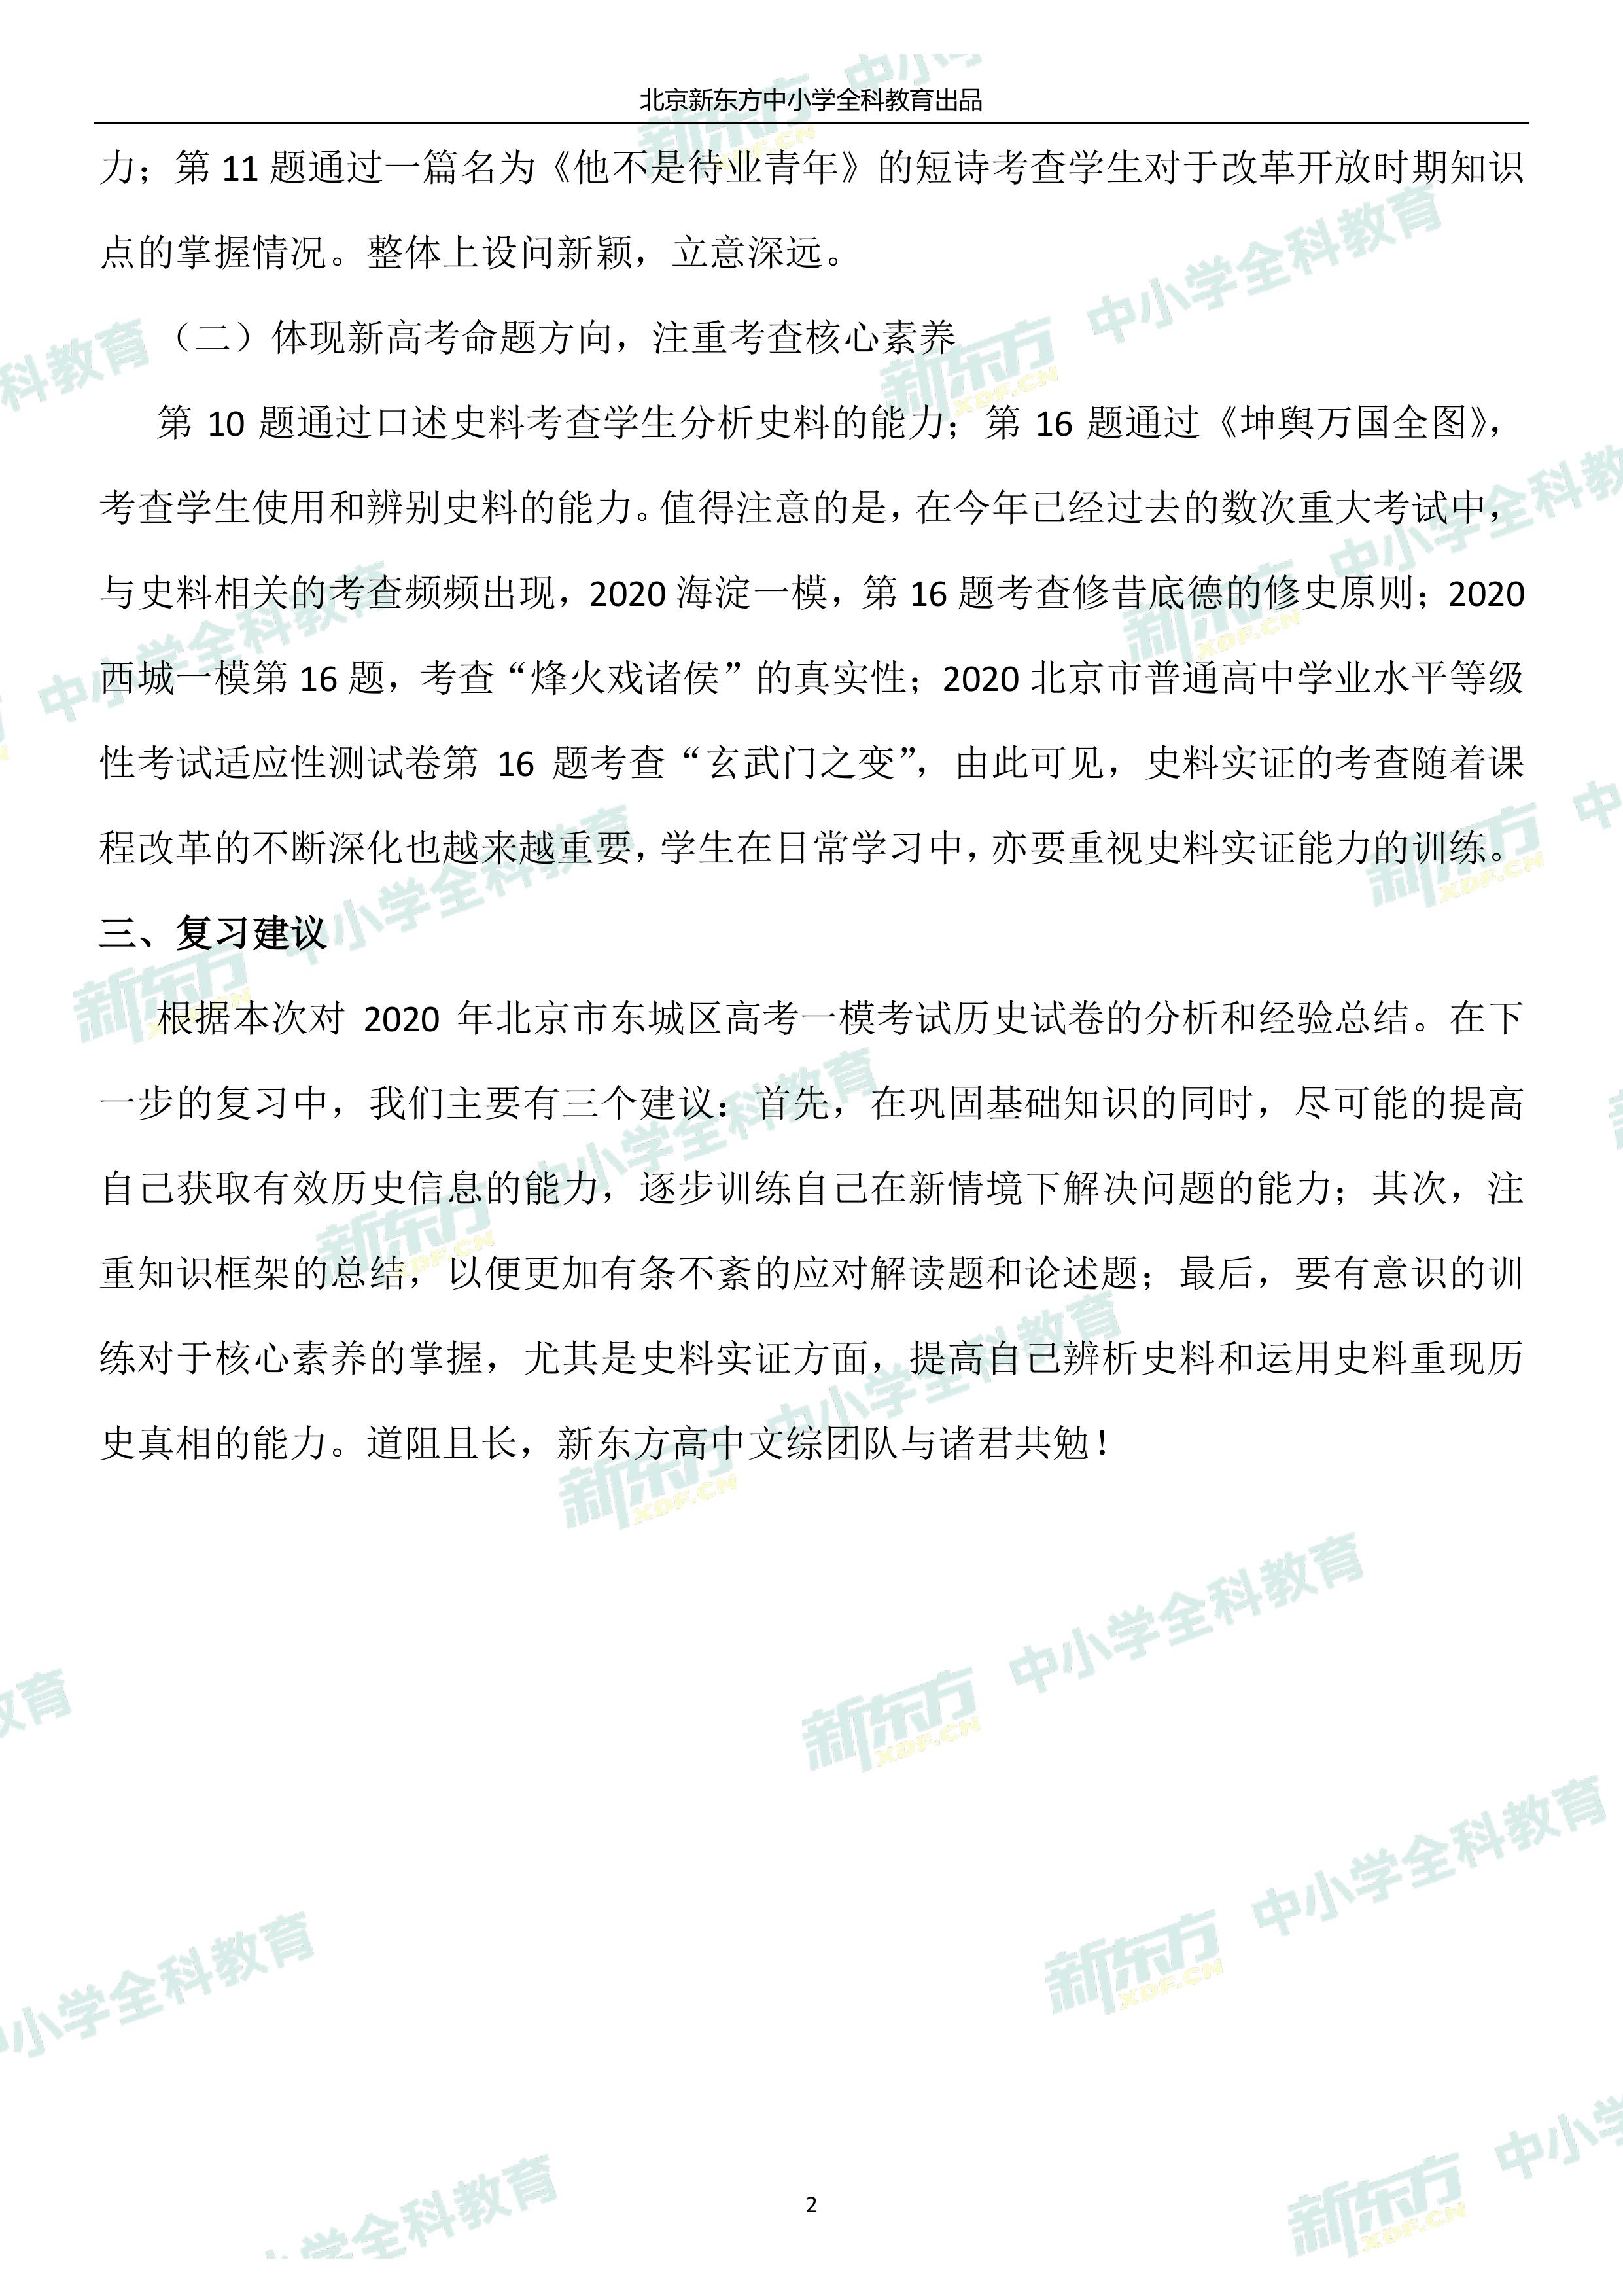 北京新东方中小学全科教育出品
力；第 11 题通过一篇名为《他不是待业青年》的短诗考查学生对于改革开放时期知识
点的掌握情况。整体上设问新颖，立意深远。
（二）体现新高考命题方向，注重考查核心素养
第 10 题通过口述史料考查学生分析史料的能力；第 16 题通过《坤舆万国全图》，
考查学生使用和辨别史料的能力。值得注意的是，在今年已经过去的数次重大考试中，
与史料相关的考查频频出现，2020 海淀一模，第 16 题考查修昔底德的修史原则；2020
西城一模第 16 题，考查“烽火戏诸侯”的真实性；2020 北京市普通高中学业水平等级
性考试适应性测试卷第 16 题考查“玄武门之变”，由此可见，史料实证的考查随着课
程改革的不断深化也越来越重要，学生在日常学习中，亦要重视史料实证能力的训练。
三、复习建议
根据本次对 2020 年北京市东城区高考一模考试历史试卷的分析和经验总结。在下
一步的复习中，我们主要有三个建议：首先，在巩固基础知识的同时，尽可能的提高
自己获取有效历史信息的能力，逐步训练自己在新情境下解决问题的能力；其次，注
重知识框架的总结，以便更加有条不紊的应对解读题和论述题；最后，要有意识的训
练对于核心素养的掌握，尤其是史料实证方面，提高自己辨析史料和运用史料重现历
史真相的能力。道阻且长，新东方高中文综团队与诸君共勉！
2
新东方 XDF.CN 中小学全科教育